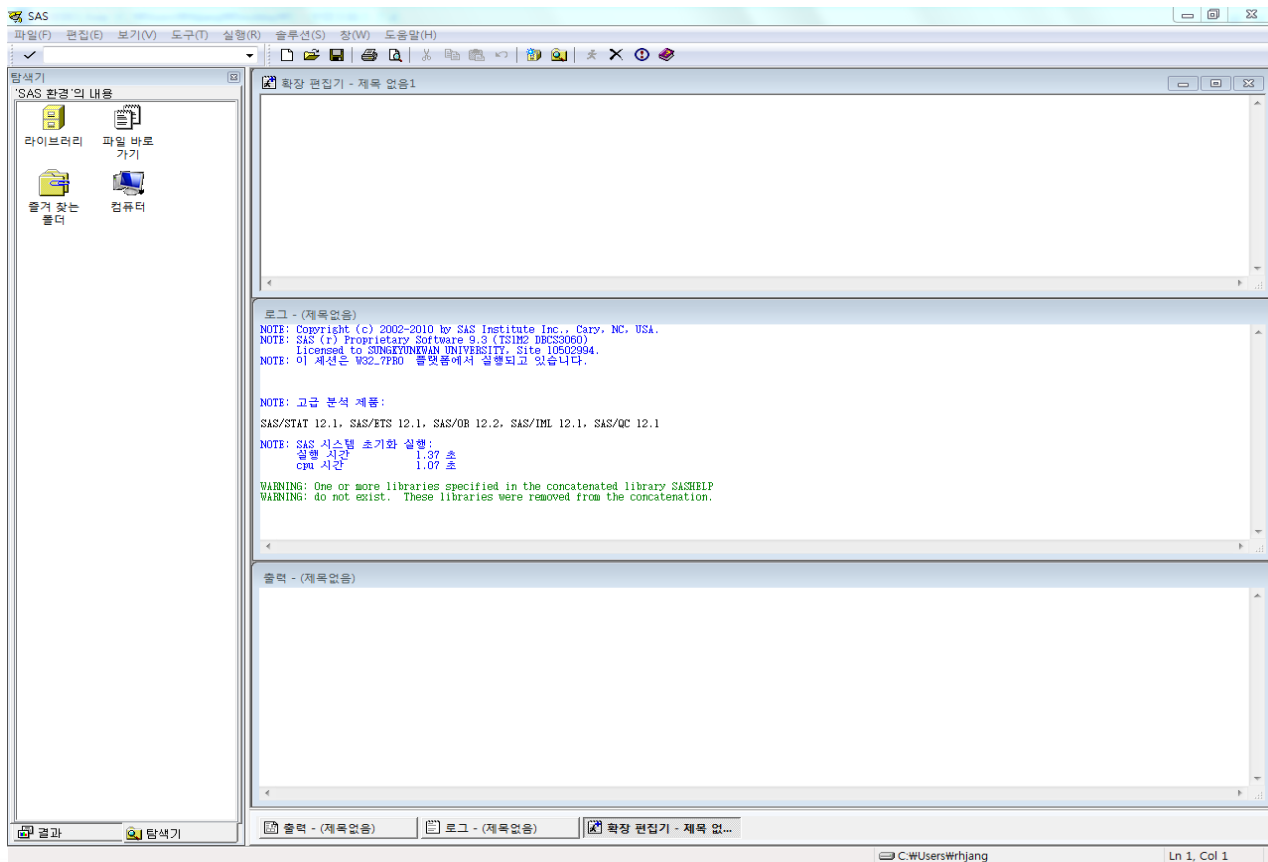 SAS
파일(F) 편집(E) 보기(V) 도구(T) 실행(R) 솔루션(S) 창(W) 도움말(H)
탐색기
'SAS 환경'의 내용
라이브러리
파일 바로
가기
즐겨 찾는
폴더
컴퓨터
결과
탐색기
확장 편집기 - 제목 없음1
로그 - (제목없음)
NOTE: Copyright (c) 2002-2010 by SAS Institute Inc., Cary, NC, USA.
NOTE: SAS (r) Proprietary Software 9.3 (TS1M2 DBCS3060)
Licensed to SUNGKYUNKWAN UNIVERSITY, Site 10502994.
NOTE: 이 세션은 W32_7PRO 플랫폼에서 실행되고 있습니다.
NOTE: 고급 분석 제품:
SAS/STAT 12.1, SAS/ETS 12.1, SAS/OR 12.2, SAS/IML 12.1, SAS/QC 12.1
NOTE: SAS 시스템 초기화 실행:
실행 시간 1.37 초
cpu 시간 1.07 초
WARNING: One or more libraries specified in the concatenated library SASHELP
WARNING: do not exist. These libraries were removed from the concatenation.
출력 - (제목없음)
출력 - (제목없음)
로그 - (제목없음)
확장 편집기 - 제목 없...
C:₩Users₩rhjang
Ln 1, Col 1